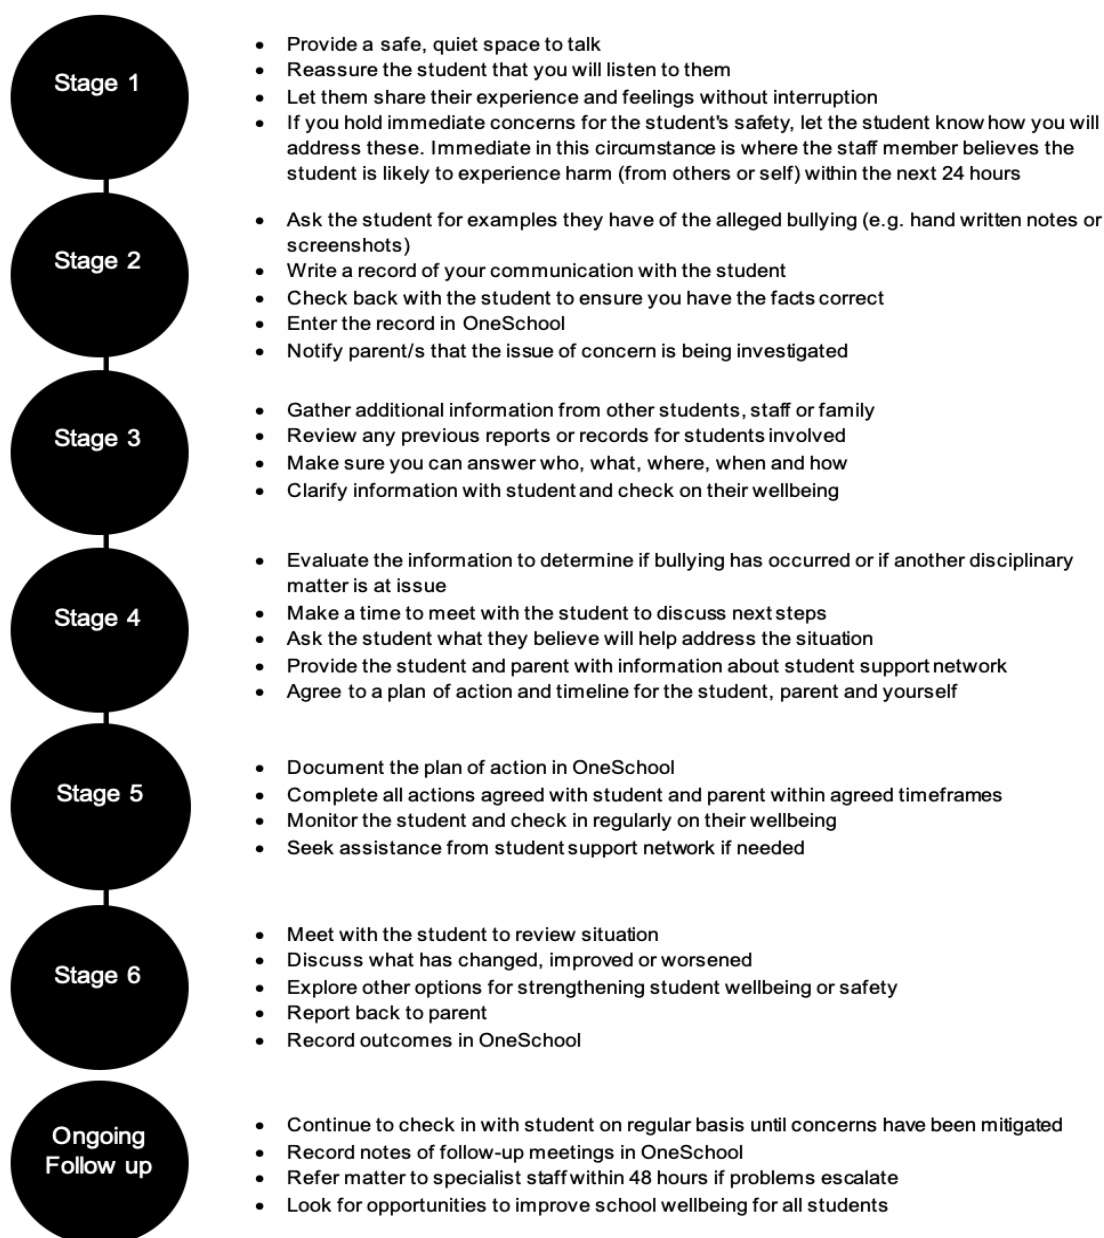 Stage 1
• Provide a safe, quiet space to talk
• Reassure the student that you will listen to them
• Let them share their experience and feelings without interruption
• If you hold immediate concerns for the student's safety, let the student know how you will
address these. Immediate in this circumstance is where the staff member believes the
student is likely to experience harm (from others or self) within the next 24 hours
Stage 2
• Ask the student for examples they have of the alleged bullying (e.g. hand written notes or
screenshots)
• Write a record of your communication with the student
• Check back with the student to ensure you have the facts correct
• Enter the record in OneSchool
• Notify parent/s that the issue of concern is being investigated
Stage 3
• Gather additional information from other students, staff or family
• Review any previous reports or records for students involved
• Make sure you can answer who, what, where, when and how
• Clarify information with student and check on their wellbeing
Stage 4
• Evaluate the information to determine if bullying has occurred or if another disciplinary
matter is at issue
• Make a time to meet with the student to discuss next steps
• Ask the student what they believe will help address the situation
• Provide the student and parent with information about student support network
• Agree to a plan of action and timeline for the student, parent and yourself
Stage 5
• Document the plan of action in OneSchool
• Complete all actions agreed with student and parent within agreed timeframes
• Monitor the student and check in regularly on their wellbeing
• Seek assistance from student support network if needed
Stage 6
• Meet with the student to review situation
• Discuss what has changed, improved or worsened
• Explore other options for strengthening student wellbeing or safety
• Report back to parent
• Record outcomes in OneSchool
Ongoing
Follow up
• Continue to check in with student on regular basis until concerns have been mitigated
• Record notes of follow-up meetings in OneSchool
• Refer matter to specialist staff within 48 hours if problems escalate
• Look for opportunities to improve school wellbeing for all students